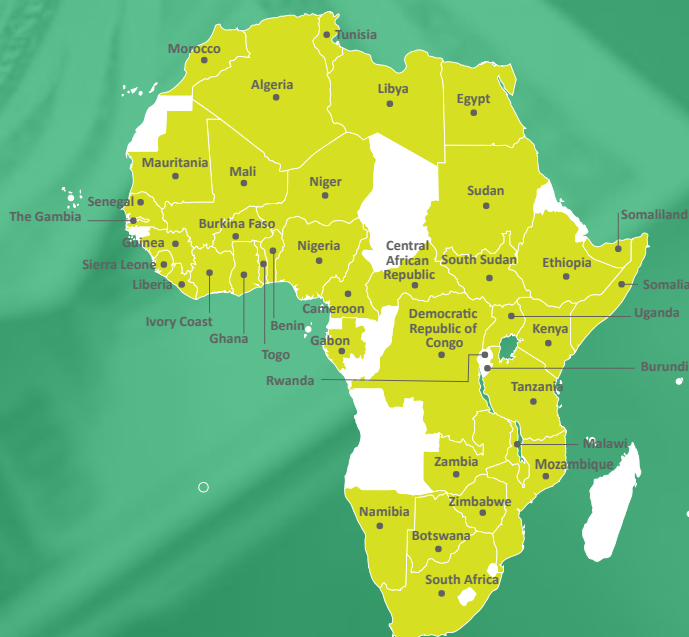 Tunisia
Morocco
Algeria
Libya
Egypt
Mauritania
Mali
Niger
Sudan
Senegal
The Gambia
Somaliland
Burkina Faso
Guinea
Nigeria
Central
African
Republic
South Sudan
Ethiopia
Sierra Leone
Liberia
Somalia
Cameroon
Democratic
Republic of
Congo
Uganda
Ivory Coast
Benin
Kenya
Ghana
Gabon
Togo
Burundi
Rwanda
Tanzania
Malawi
Zambia
Mozambique
Zimbabwe
Namibia
Botswana
South Africa